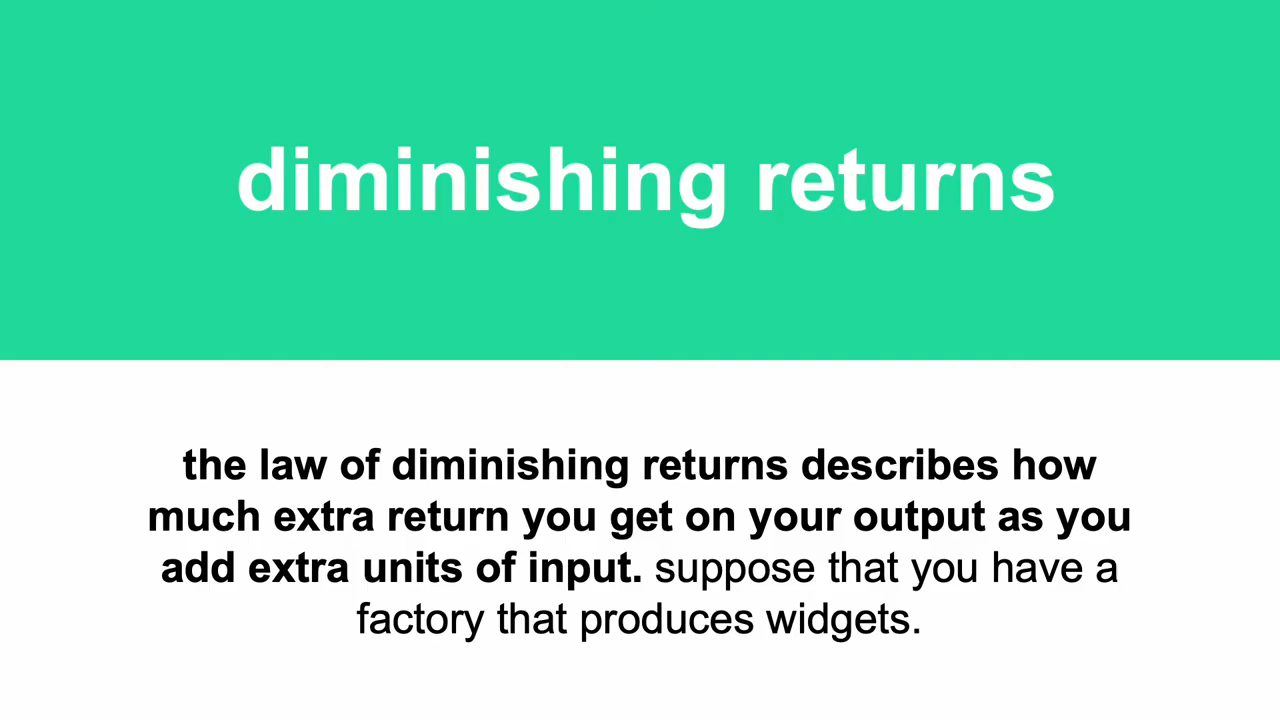 diminishing returns
the law of diminishing returns describes how
much extra return you get on your output as you
add extra units of input. suppose that you have a
factory that produces widgets.